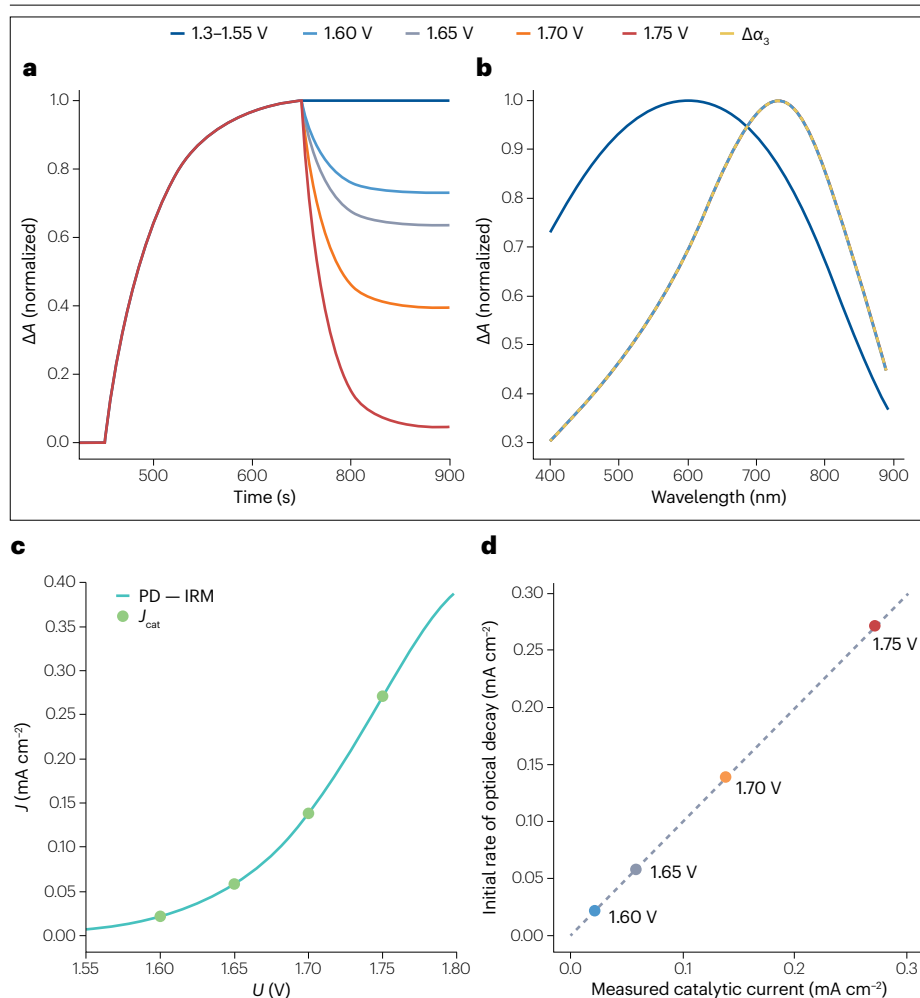 1.3–1.55 V 1.60 V 1.65 V 1.70 V 1.75 V Δα₃
a
ΔA (normalized)
1.0
0.8
0.6
0.4
0.2
0.0
500 600 800 900
Time (s)
b
ΔA (normalized)
1.0
0.9
0.8
0.7
0.6
0.5
0.4
0.3
400 500 600 700 800 900
Wavelength (nm)
c
J (mA cm⁻²)
0.40
0.35
0.30
0.25
0.20
0.15
0.10
0.05
0.00
PD — IRM
J_cat
1.55 1.60 1.65 1.70 1.75 1.80
U (V)
d
Initial rate of optical decay (mA cm⁻²)
0.30
0.20
0.15
0.10
0.05
0.00
1.75 V
1.70 V
1.65 V
1.60 V
0.0 0.1 0.2 0.3
Measured catalytic current (mA cm⁻²)